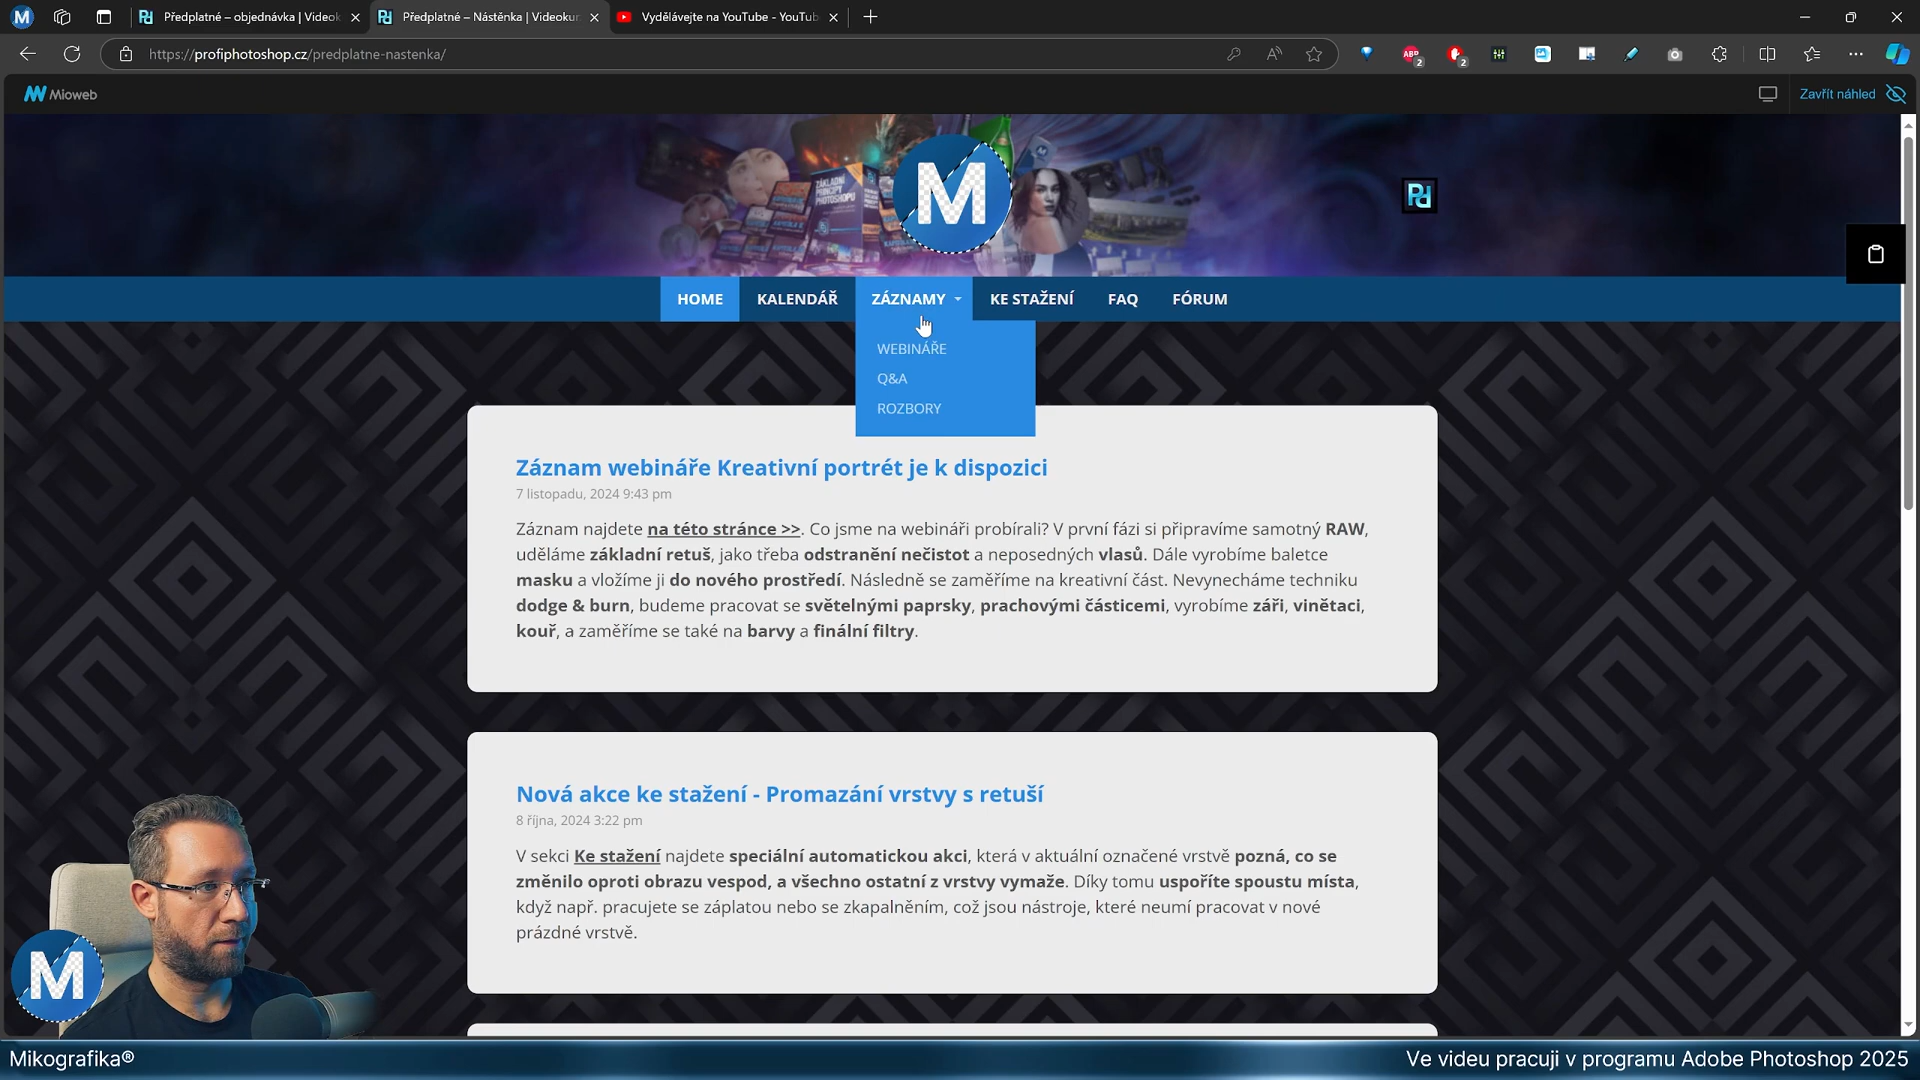 Předplatné – objednávka | Videok
Předplatné – Nástěnka | Videokur
Vydělávejte na YouTube - YouTub
https://profiphotoshop.cz/predplatne-nastenka/
ABP
2
2
Mioweb
Zavřít náhled
M
HOME
KALENDÁŘ
ZÁZNAMY
KE STAŽENÍ
FAQ
FÓRUM
WEBINÁŘE
Q&A
ROZBORY
Záznam webináře Kreativní portrét je k dispozici
7 listopadu, 2024 9:43 pm
Záznam najdete na této stránce >>. Co jsme na webináři probírali? V první fázi si připravíme samotný RAW,
uděláme základní retuš, jako třeba odstranění nečistot a neposedných vlasů. Dále vyrobíme baletce
masku a vložíme ji do nového prostředí. Následně se zaměříme na kreativní část. Nevynecháme techniku
dodge & burn, budeme pracovat se světelnými paprsky, prachovými částicemi, vyrobíme záři, vinětaci,
kouř, a zaměříme se také na barvy a finální filtry.
Nová akce ke stažení - Promazání vrstvy s retuší
8 října, 2024 3:22 pm
V sekci Ke stažení najdete speciální automatickou akci, která v aktuální označené vrstvě pozná, co se
změnilo oproti obrazu vespod, a všechno ostatní z vrstvy vymaže. Díky tomu uspoříte spoustu místa,
když např. pracujete se záplatou nebo se zkapalněním, což jsou nástroje, které neumí pracovat v nové
prázdné vrstvě.
M
Mikografika®
Ve videu pracuji v programu Adobe Photoshop 2025